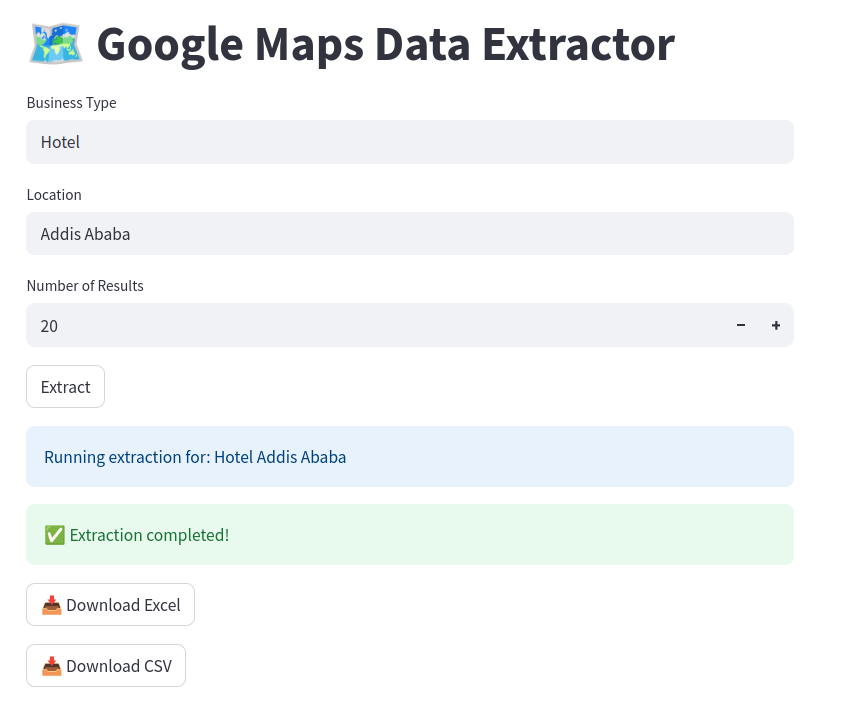 🗺️ Google Maps Data Extractor
Business Type
Hotel
Location
Addis Ababa
Number of Results
20
Extract
Running extraction for: Hotel Addis Ababa
✅ Extraction completed!
📥 Download Excel
📥 Download CSV